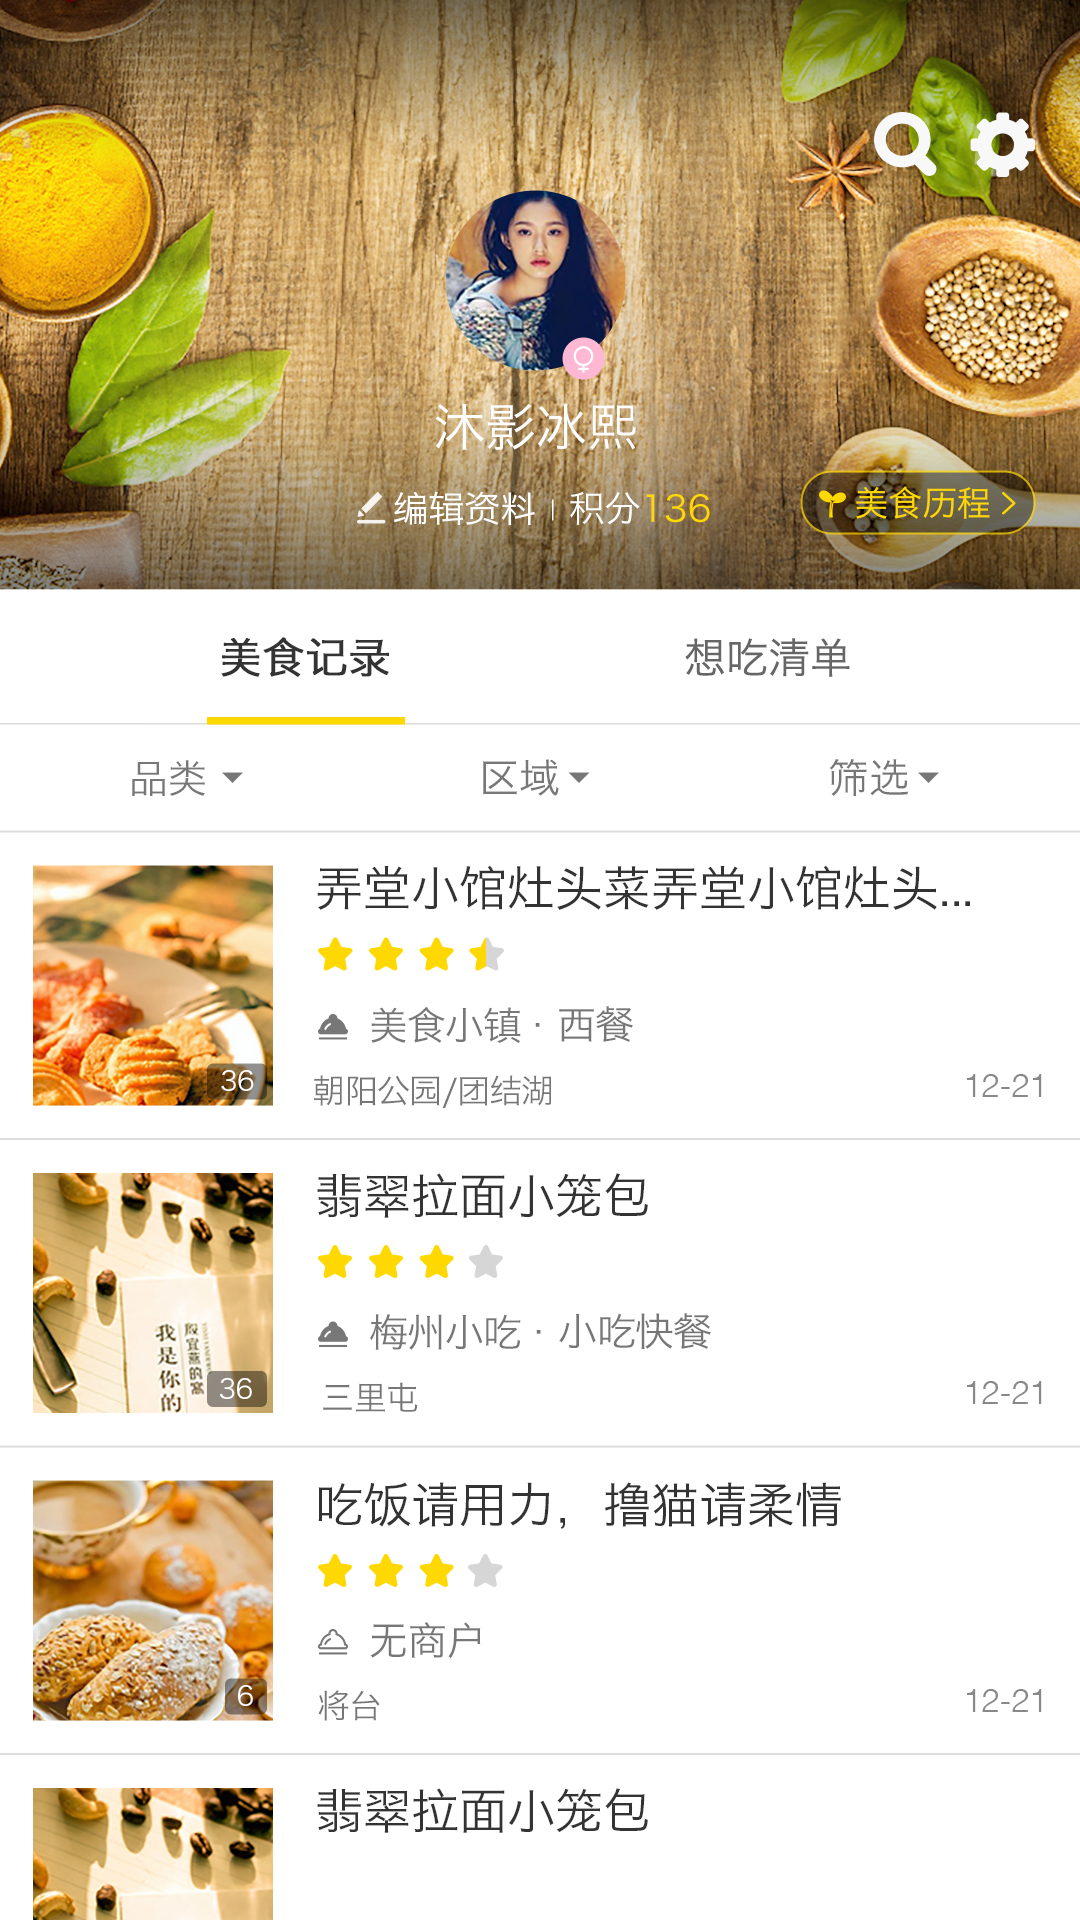 沐影冰熙
编辑资料 | 积分136
美食历程
美食记录 想吃清单
品类 区域 筛选
弄堂小馆灶头菜弄堂小馆灶头...
美食小镇 · 西餐
36
朝阳公园/团结湖 12-21
翡翠拉面小笼包
梅州小吃 · 小吃快餐
我是你的
36
三里屯 12-21
吃饭请用力，撸猫请柔情
无商户
6
将台 12-21
翡翠拉面小笼包